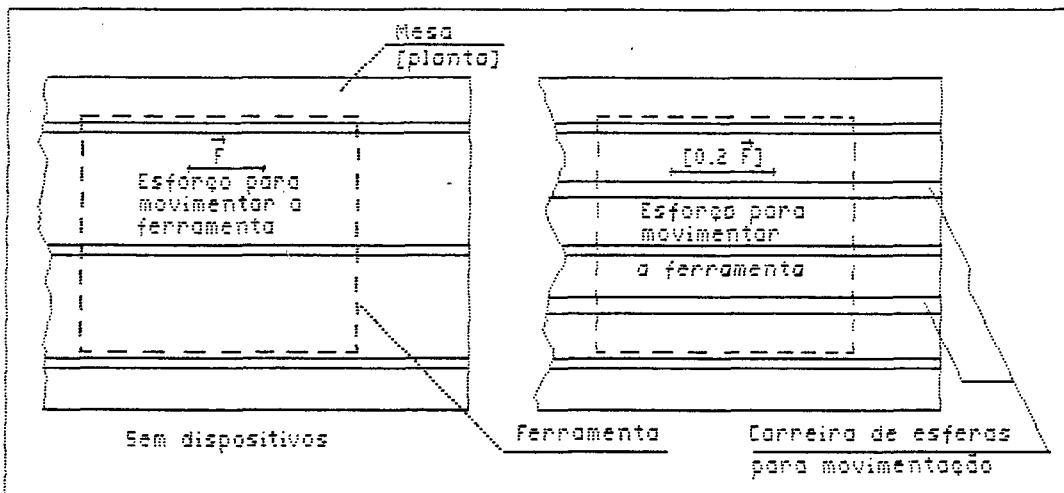 Mesa
[planta]
F
Esforço para
movimentar a
ferramenta
[0.2 F]
Esforço para
movimentar
a ferramenta
Sem dispositivos
Ferramenta
Carreira de esferas
para movimentação